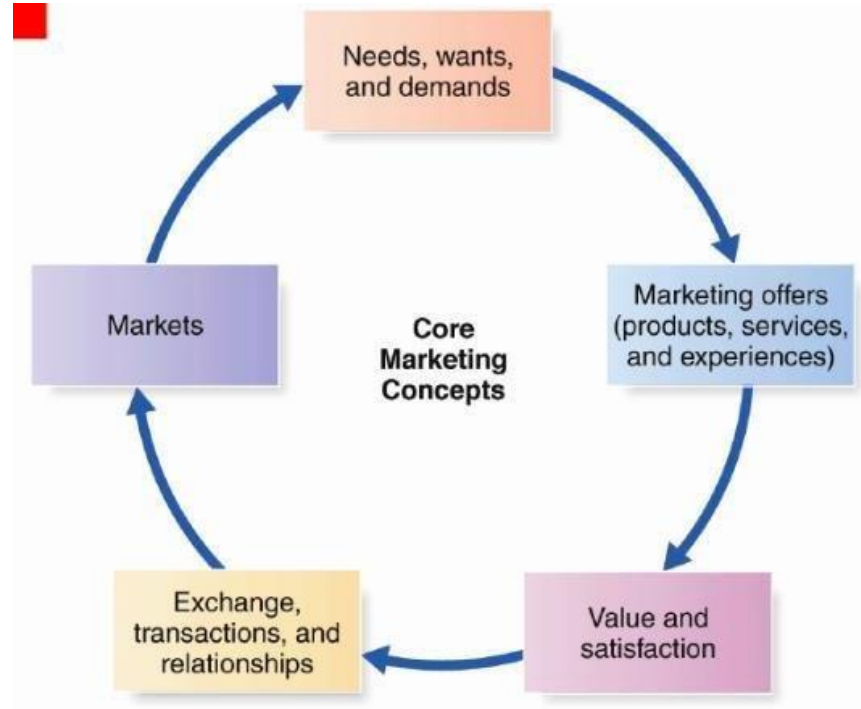 Needs, wants,
and demands
Marketing offers
(products, services,
and experiences)
Value and
satisfaction
Exchange,
transactions, and
relationships
Markets
Core
Marketing
Concepts